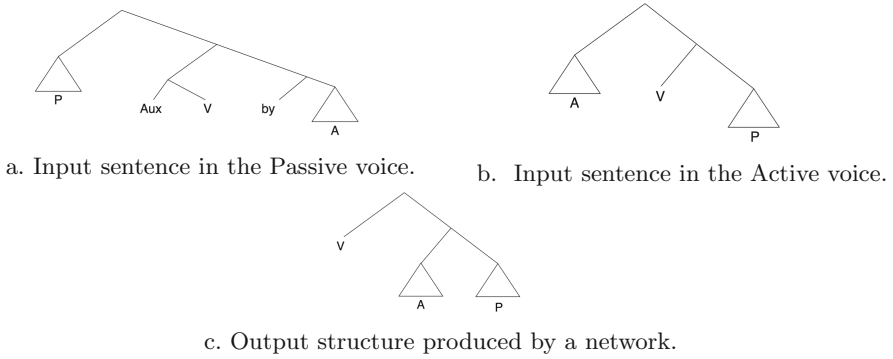 P
Aux V by
A
a. Input sentence in the Passive voice.
A V
P
b. Input sentence in the Active voice.
V
A P
c. Output structure produced by a network.